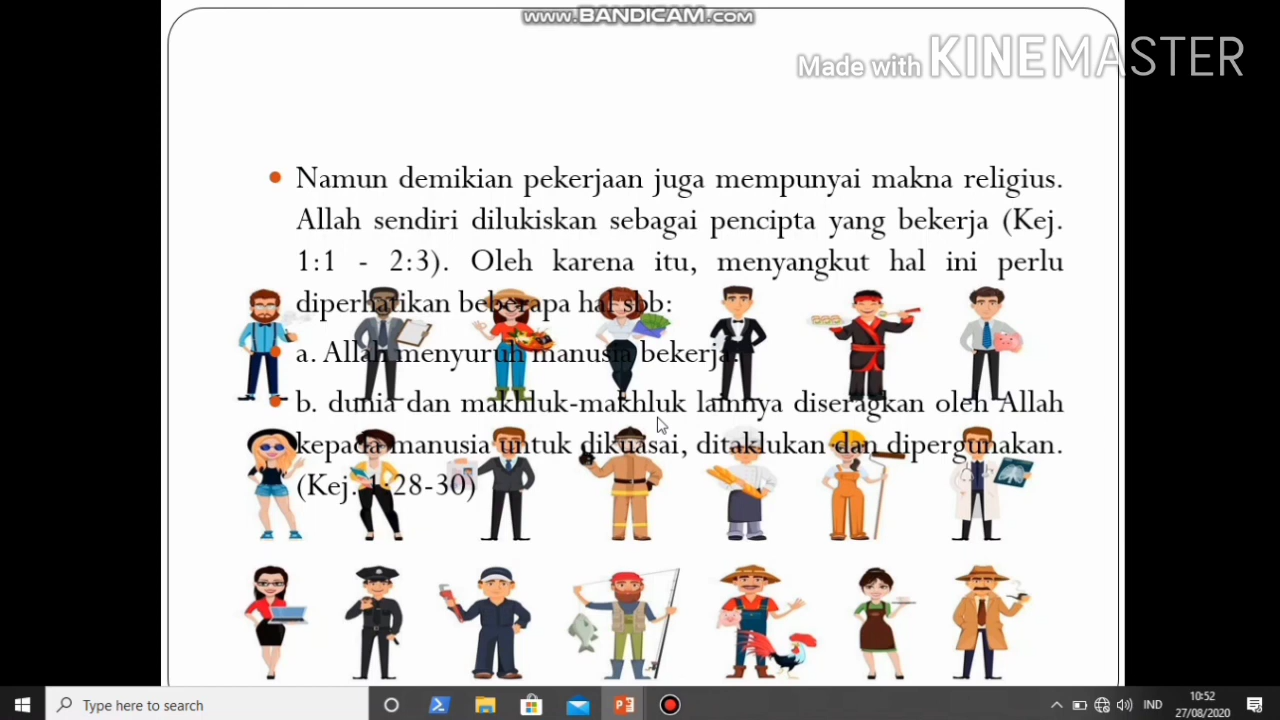 www.BANDICAM.com
Made with KINEMASTER
Namun demikian pekerjaan juga mempunyai makna religius.
Allah sendiri dilukiskan sebagai pencipta yang bekerja (Kej.
1:1 - 2:3). Oleh karena itu, menyangkut hal ini perlu
diperhatikan beberapa hal sbb:
a. Allah menyuruh manusia bekerja.
b. dunia dan makhluk-makhluk lainnya diseragkan oleh Allah
kepada manusia untuk dikuasai, ditaklukan dan dipergunakan.
(Kej. 1:28-30)
Type here to search
IND
10:52
27/08/2020